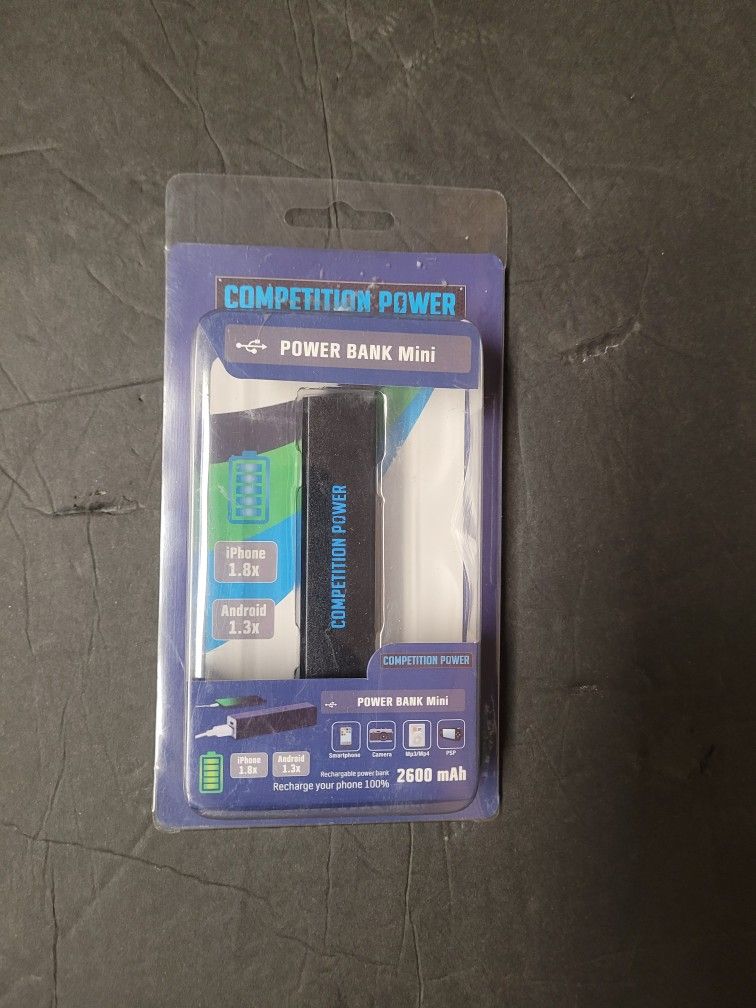 COMPETITION POWER
POWER BANK Mini
COMPETITION POWER
iPhone
1.8x
Android
1.3x
COMPETITION POWER
POWER BANK Mini
Smartphone Camera Mp3/Mp4 PSP
iPhone
1.8x
Android
1.3x
Rechargable power bank
Recharge your phone 100%
2600 mAh